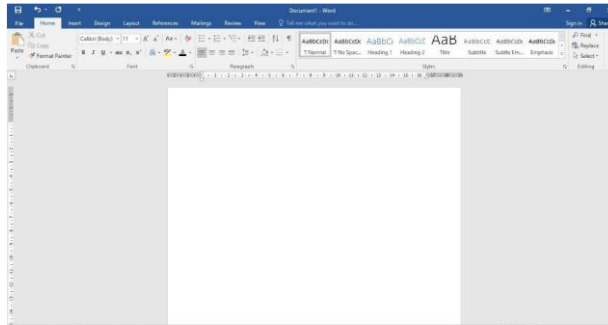 Document1 - Word
File Home Insert Design Layout References Mailings Review View Tell me what you want to do... Sign in Share
Cut
Copy
Format Painter
Paste
Calibri (Body) 11
AaBbCcDc AaBbCcDc AaBbCc AaBbCcC AaB AaBbCcC AaBbCcDc AaBbCcDc
¶ Normal ¶ No Spac... Heading 1 Heading 2 Title Subtitle Subtle Em... Emphasis
Find
Replace
Select
Clipboard Font Paragraph Styles Editing